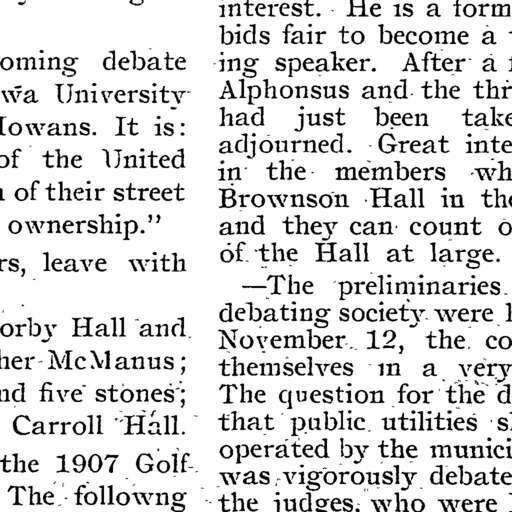 oming debate
wa University
Iowans. It is:
of the United
of their street
ownership."
rs, leave with
orby Hall and
her McManus;
nd five stones;
Carroll Hall.
the 1907 Golf
The followng
interest. He is a form
bids fair to become a
ing speaker. After a
Alphonsus and the thr
had just been take
adjourned. Great inte
in the members wh
Brownson Hall in the
and they can count o
of the Hall at large.
—The preliminaries
debating society were
November 12, the co
themselves in a very
The question for the d
that public utilities s
operated by the munici
was vigorously debate
the judges, who were